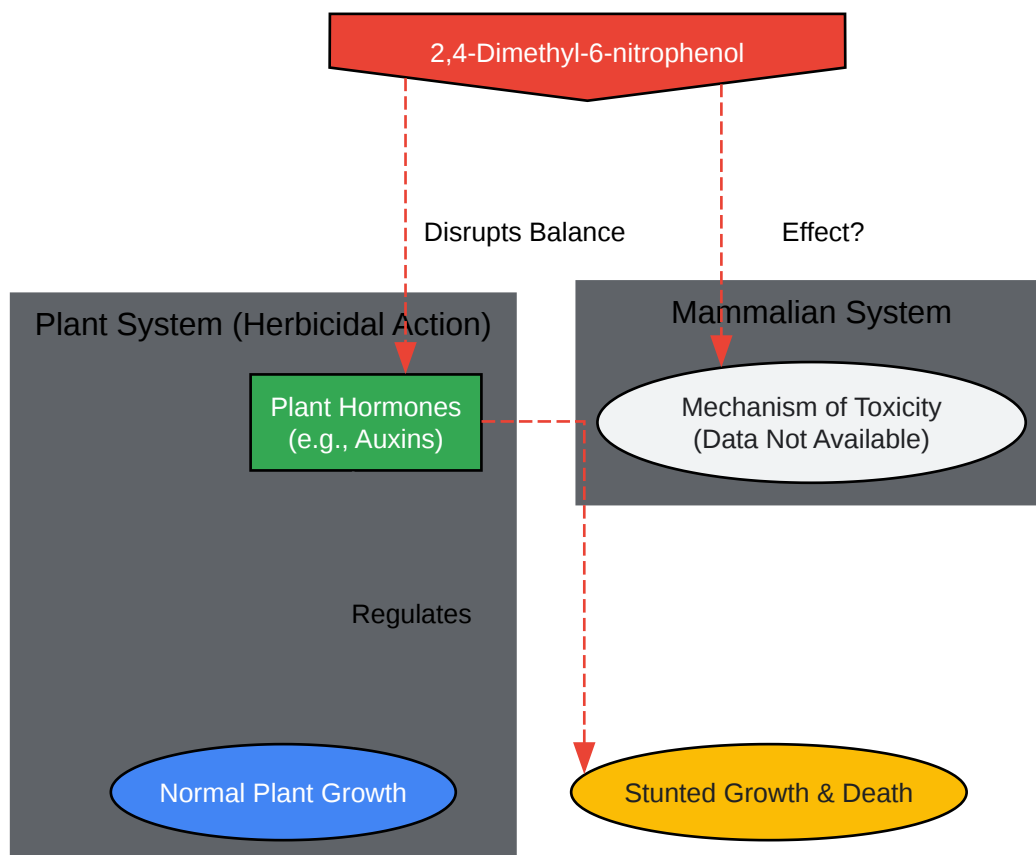 2,4-Dimethyl-6-nitrophenol
Disrupts Balance
Effect?
Plant System (Herbicidal Action)
Mammalian System
Plant Hormones
(e.g., Auxins)
Mechanism of Toxicity
(Data Not Available)
Regulates
Normal Plant Growth
Stunted Growth & Death